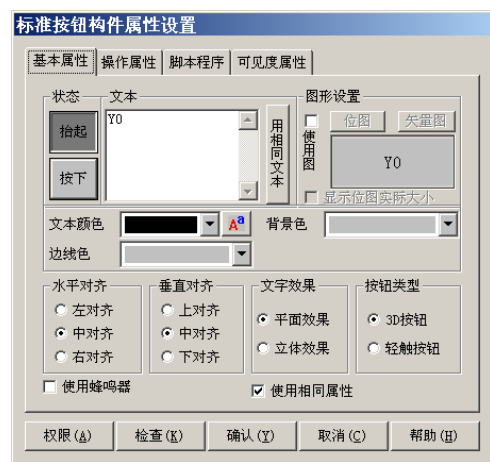 标准按钮构件属性设置
基本属性 操作属性 脚本程序 可见度属性
状态 文本 图形设置
抬起 Y0 用相同文本 使用图 位图 矢量图
按下 Y0
显示位图实际大小
文本颜色 Aa 背景色
边线色
水平对齐 垂直对齐 文字效果 按钮类型
左对齐 上对齐 平面效果 3D按钮
中对齐 中对齐 立体效果 轻触按钮
右对齐 下对齐
使用蜂鸣器 使用相同属性
权限(A) 检查(K) 确认(Y) 取消(C) 帮助(H)